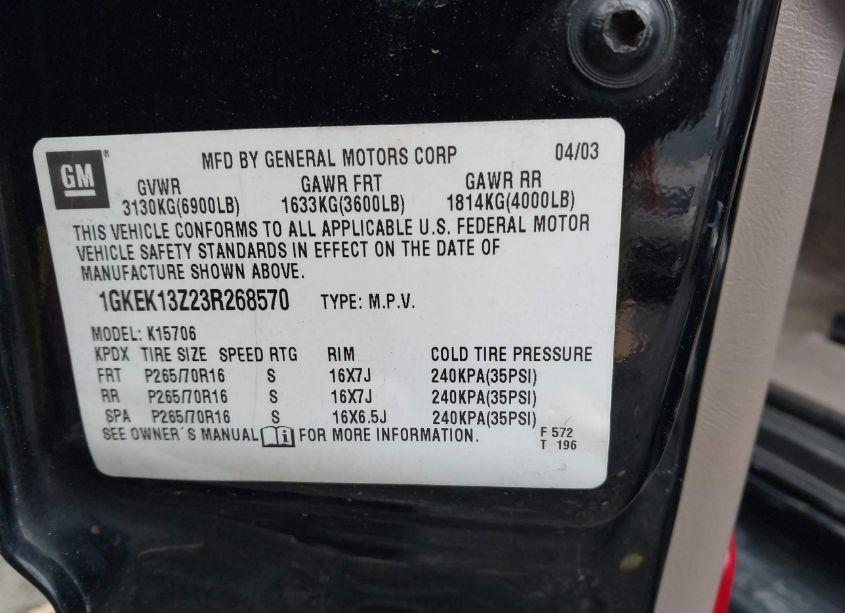 GM ® MFD BY GENERAL MOTORS CORP 04/03
GVWR GAWR FRT GAWR RR
3130KG(6900LB) 1633KG(3600LB) 1814KG(4000LB)
THIS VEHICLE CONFORMS TO ALL APPLICABLE U.S. FEDERAL MOTOR
VEHICLE SAFETY STANDARDS IN EFFECT ON THE DATE OF
MANUFACTURE SHOWN ABOVE.
1GKEK13Z23R268570 TYPE: M.P.V.
MODEL: K15706
KPDX TIRE SIZE SPEED RTG RIM COLD TIRE PRESSURE
FRT P265/70R16 S 16X7J 240KPA(35PSI)
RR P265/70R16 S 16X7J 240KPA(35PSI)
SPA P265/70R16 S 16X6.5J 240KPA(35PSI)
SEE OWNER´S MANUAL i FOR MORE INFORMATION. F 572
T 196